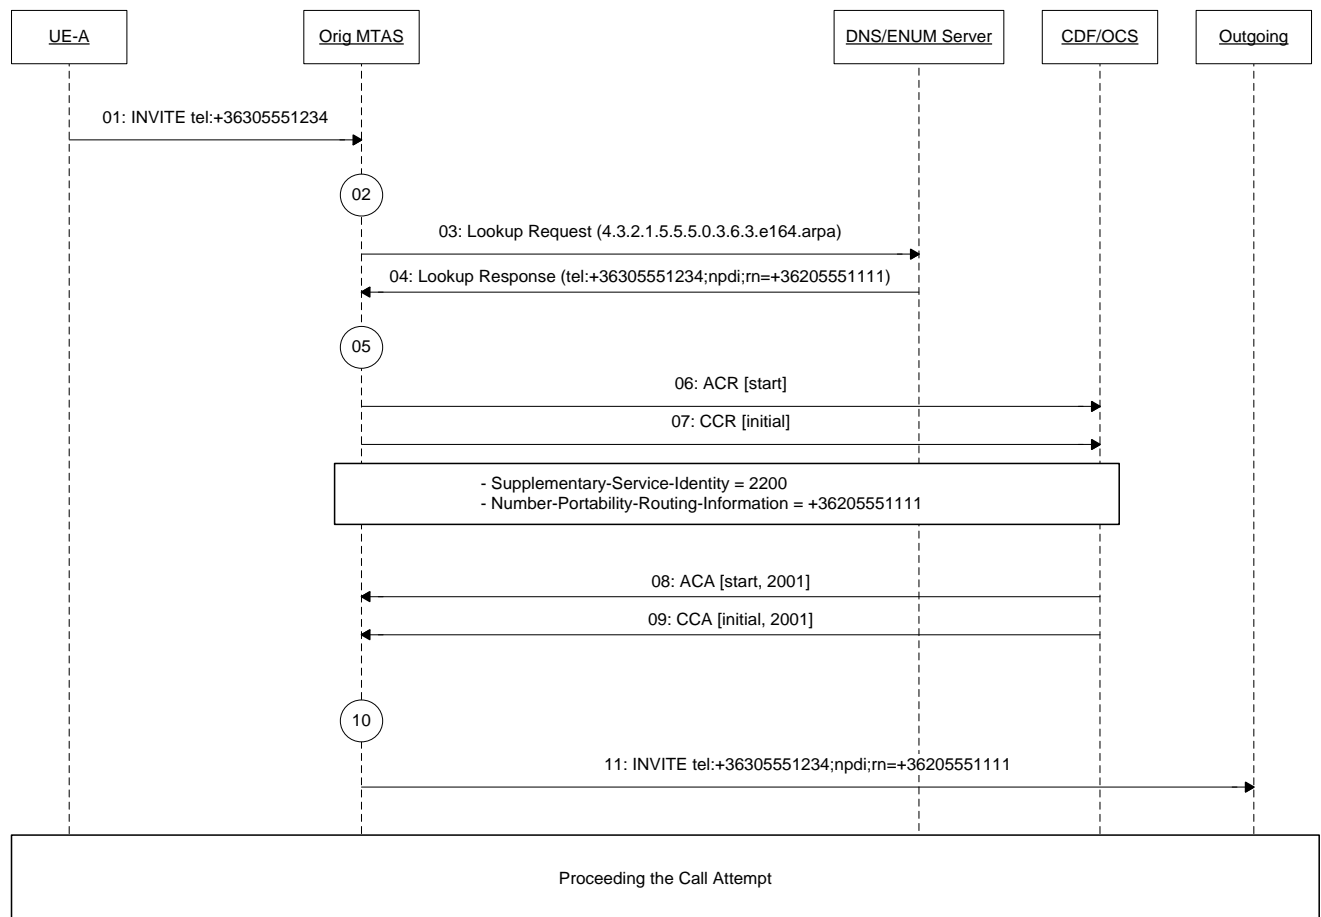 UE-A
Orig MTAS
DNS/ENUM Server
CDF/OCS
Outgoing
01: INVITE tel:+36305551234
02
03: Lookup Request (4.3.2.1.5.5.5.0.3.6.3.e164.arpa)
04: Lookup Response (tel:+36305551234;npdi;rn=+36205551111)
05
06: ACR [start]
07: CCR [initial]
- Supplementary-Service-Identity = 2200
- Number-Portability-Routing-Information = +36205551111
08: ACA [start, 2001]
09: CCA [initial, 2001]
10
11: INVITE tel:+36305551234;npdi;rn=+36205551111
Proceeding the Call Attempt